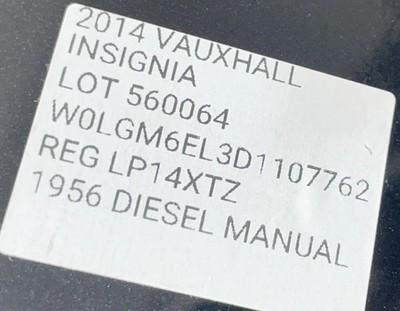 2014 VAUXHALL
INSIGNIA
LOT 560064
W0LGM6EL3D1107762
REG LP14XTZ
1956 DIESEL MANUAL